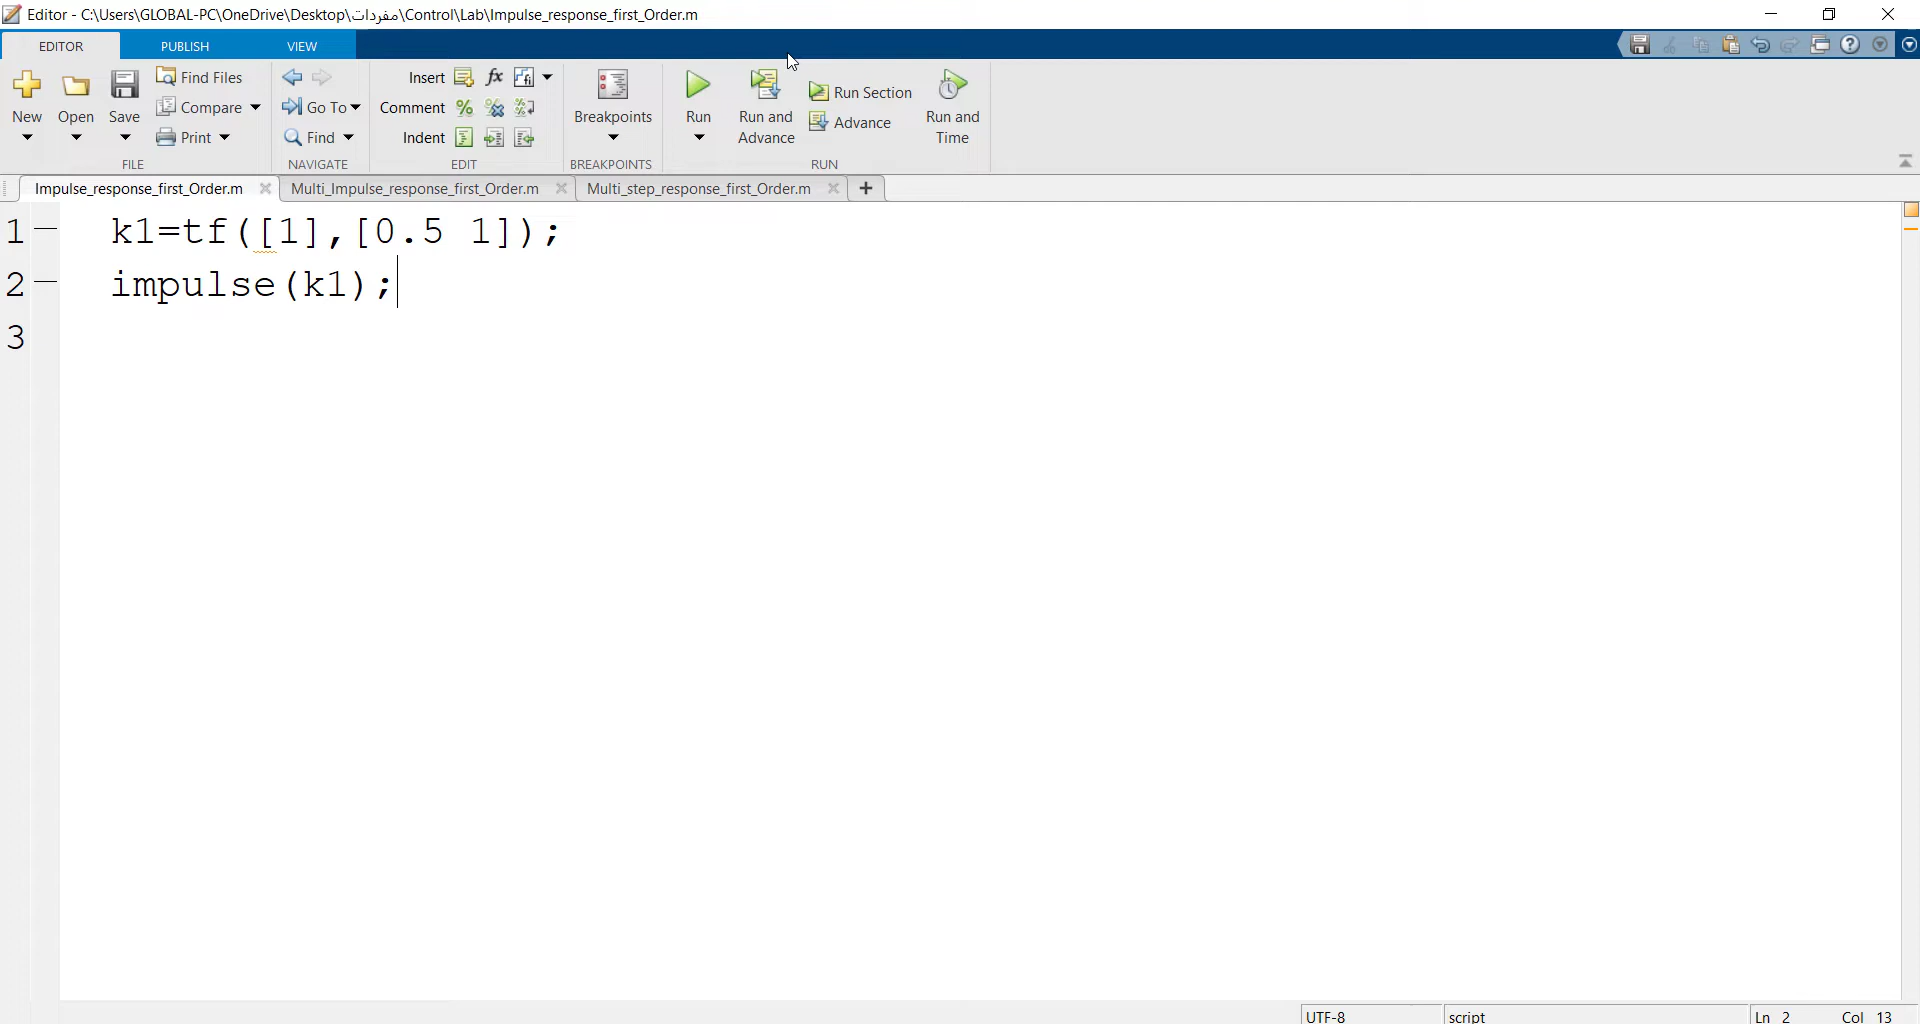 Editor - C:\Users\GLOBAL-PC\OneDrive\Desktop\مفردات\Control\Lab\Impulse_response_first_Order.m
EDITOR PUBLISH VIEW
New Open Save Find Files Compare Print
FILE
Go To Find
NAVIGATE
Insert fx
Comment
Indent
EDIT
Breakpoints
BREAKPOINTS
Run Run and Advance Run Section Advance Run and Time
RUN
Impulse_response_first_Order.m Multi_Impulse_response_first_Order.m Multi_step_response_first_Order.m
1 k1=tf([1],[0.5 1]);
2 impulse(k1);
3
UTF-8 script Ln 2 Col 13